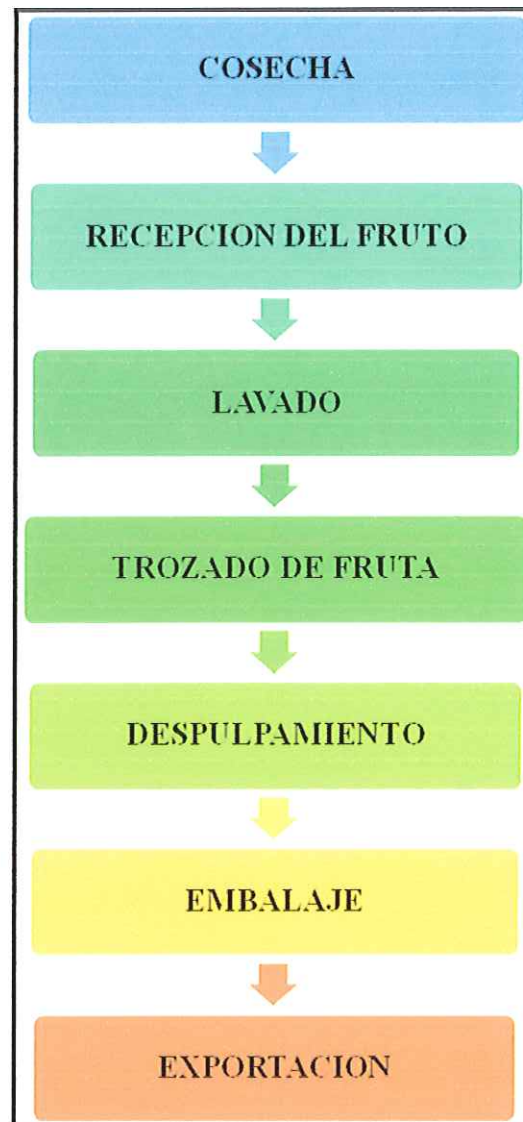 COSECHA
RECEPCION DEL FRUTO
LAVADO
TROZADO DE FRUTA
DESPULPAMIENTO
EMBALAJE
EXPORTACION